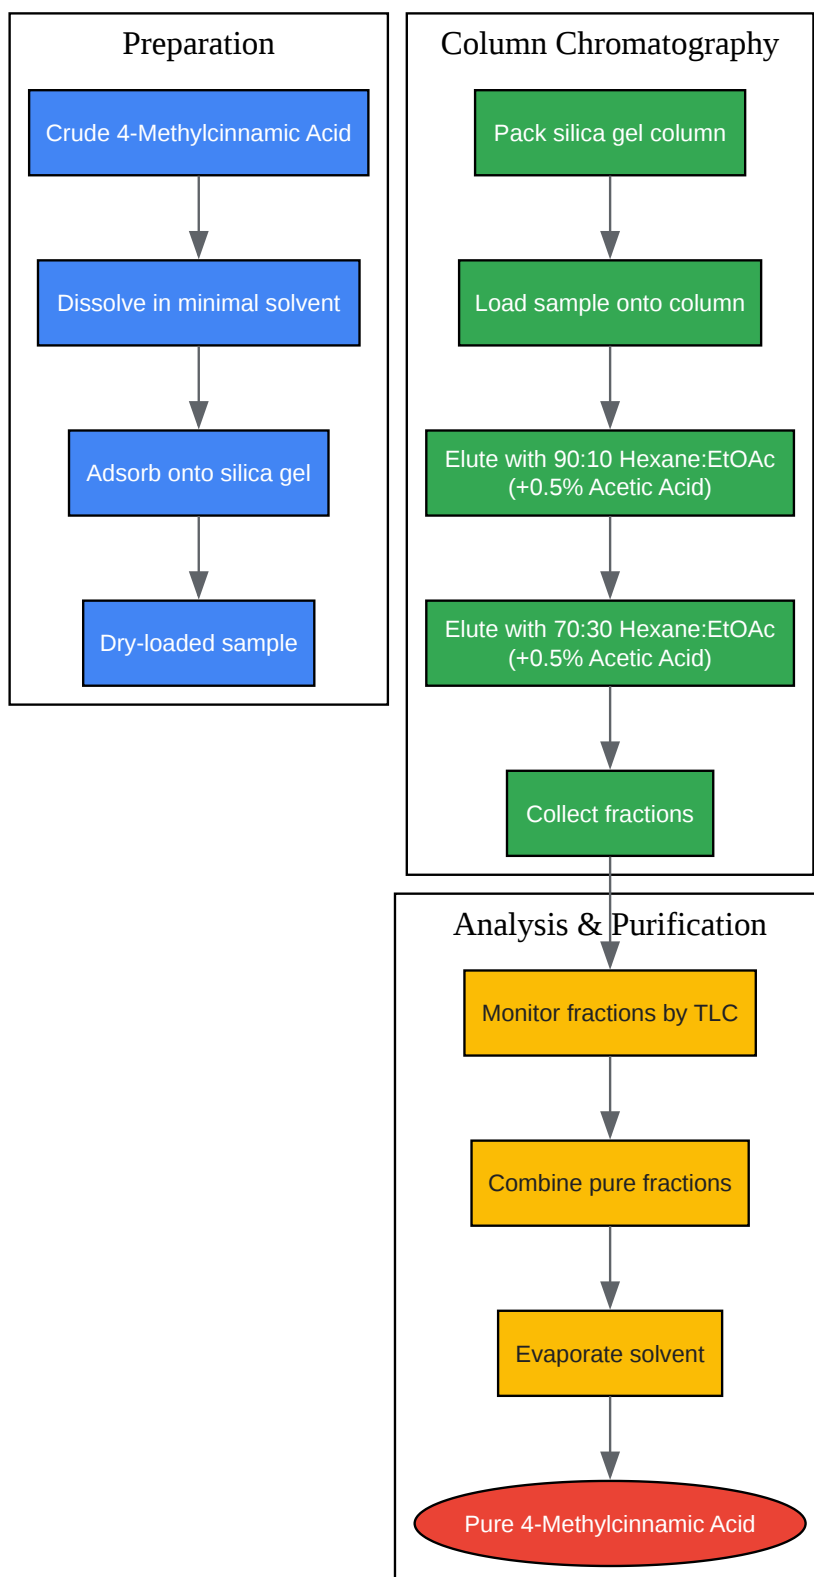 Preparation
Crude 4-Methylcinnamic Acid
Dissolve in minimal solvent
Adsorb onto silica gel
Dry-loaded sample
Column Chromatography
Pack silica gel column
Load sample onto column
Elute with 90:10 Hexane:EtOAc
(+0.5% Acetic Acid)
Elute with 70:30 Hexane:EtOAc
(+0.5% Acetic Acid)
Collect fractions
Analysis & Purification
Monitor fractions by TLC
Combine pure fractions
Evaporate solvent
Pure 4-Methylcinnamic Acid